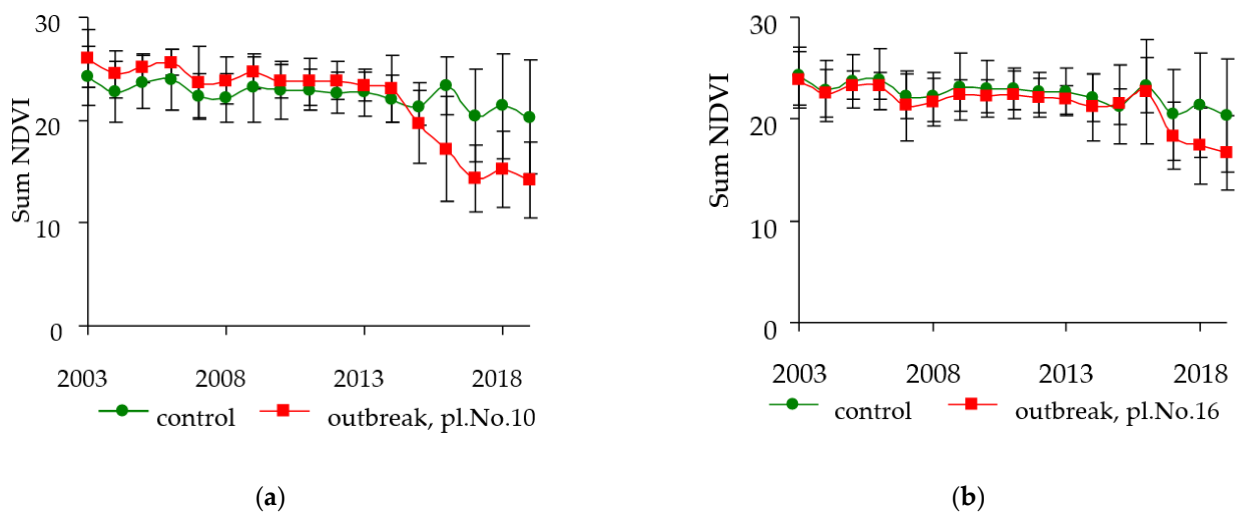 30
20
10
0
Sum NDVI
2003 2008 2013 2018
control outbreak, pl.No.10
(a)
30
20
10
0
Sum NDVI
2003 2008 2013 2018
control outbreak, pl.No.16
(b)